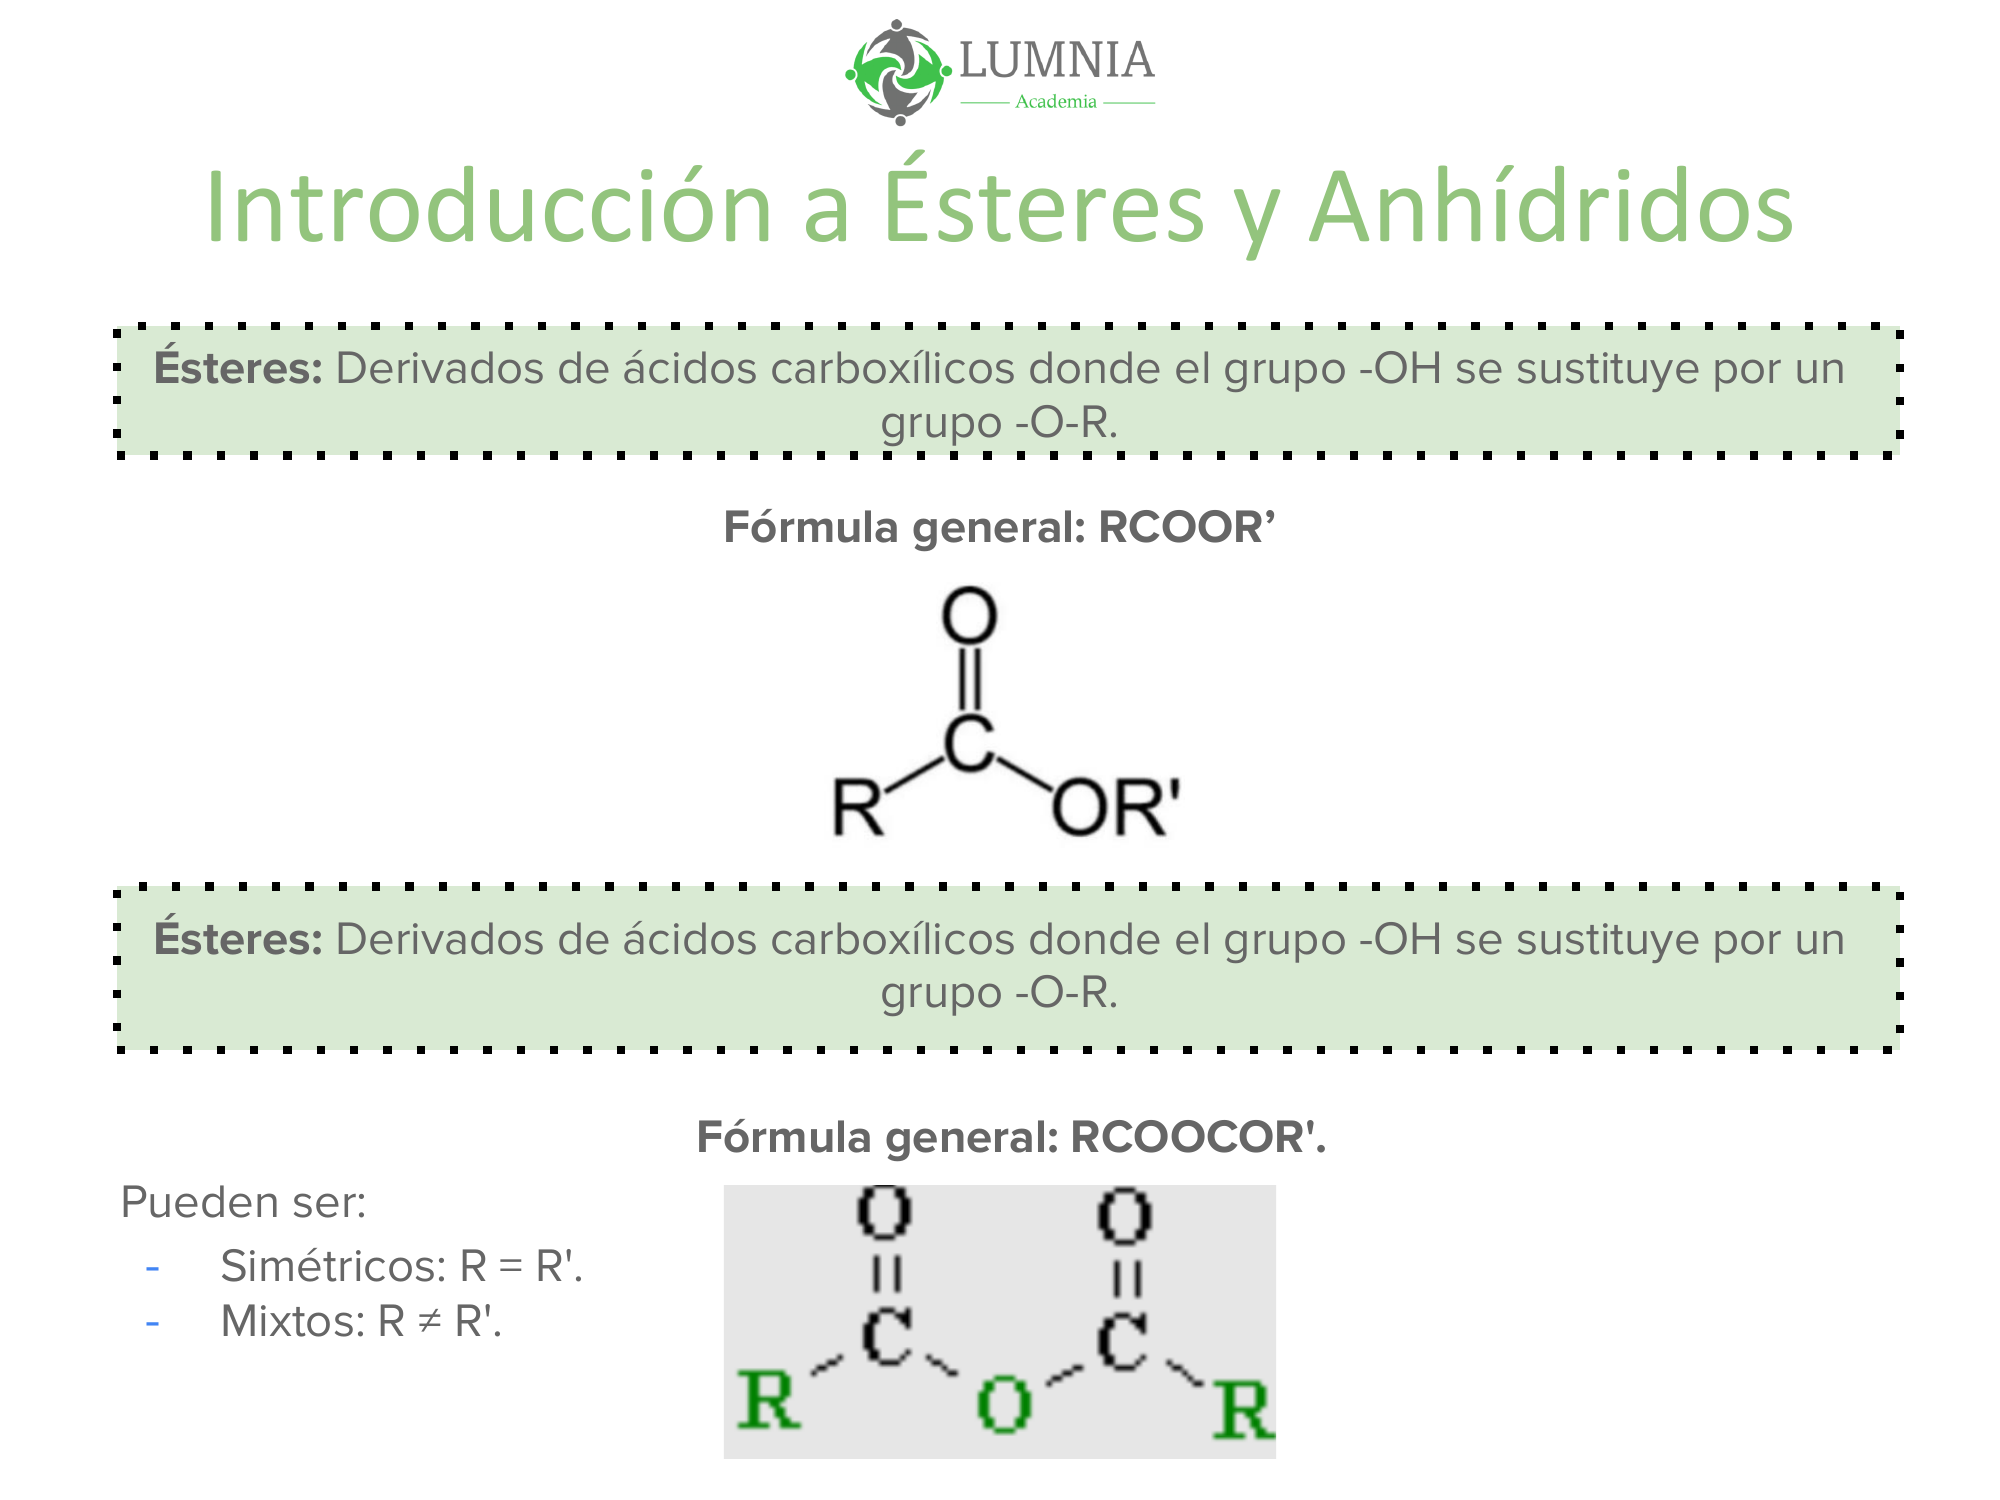 LUMNIA
Academia
Introducción a Ésteres y Anhídridos
Ésteres: Derivados de ácidos carboxílicos donde el grupo -OH se sustituye por un
grupo -O-R.
Fórmula general: RCOOR’
O
C
R OR'
Ésteres: Derivados de ácidos carboxílicos donde el grupo -OH se sustituye por un
grupo -O-R.
Fórmula general: RCOOCOR'.
Pueden ser:
- Simétricos: R = R'.
- Mixtos: R ≠ R'.
O O
C C
R O R